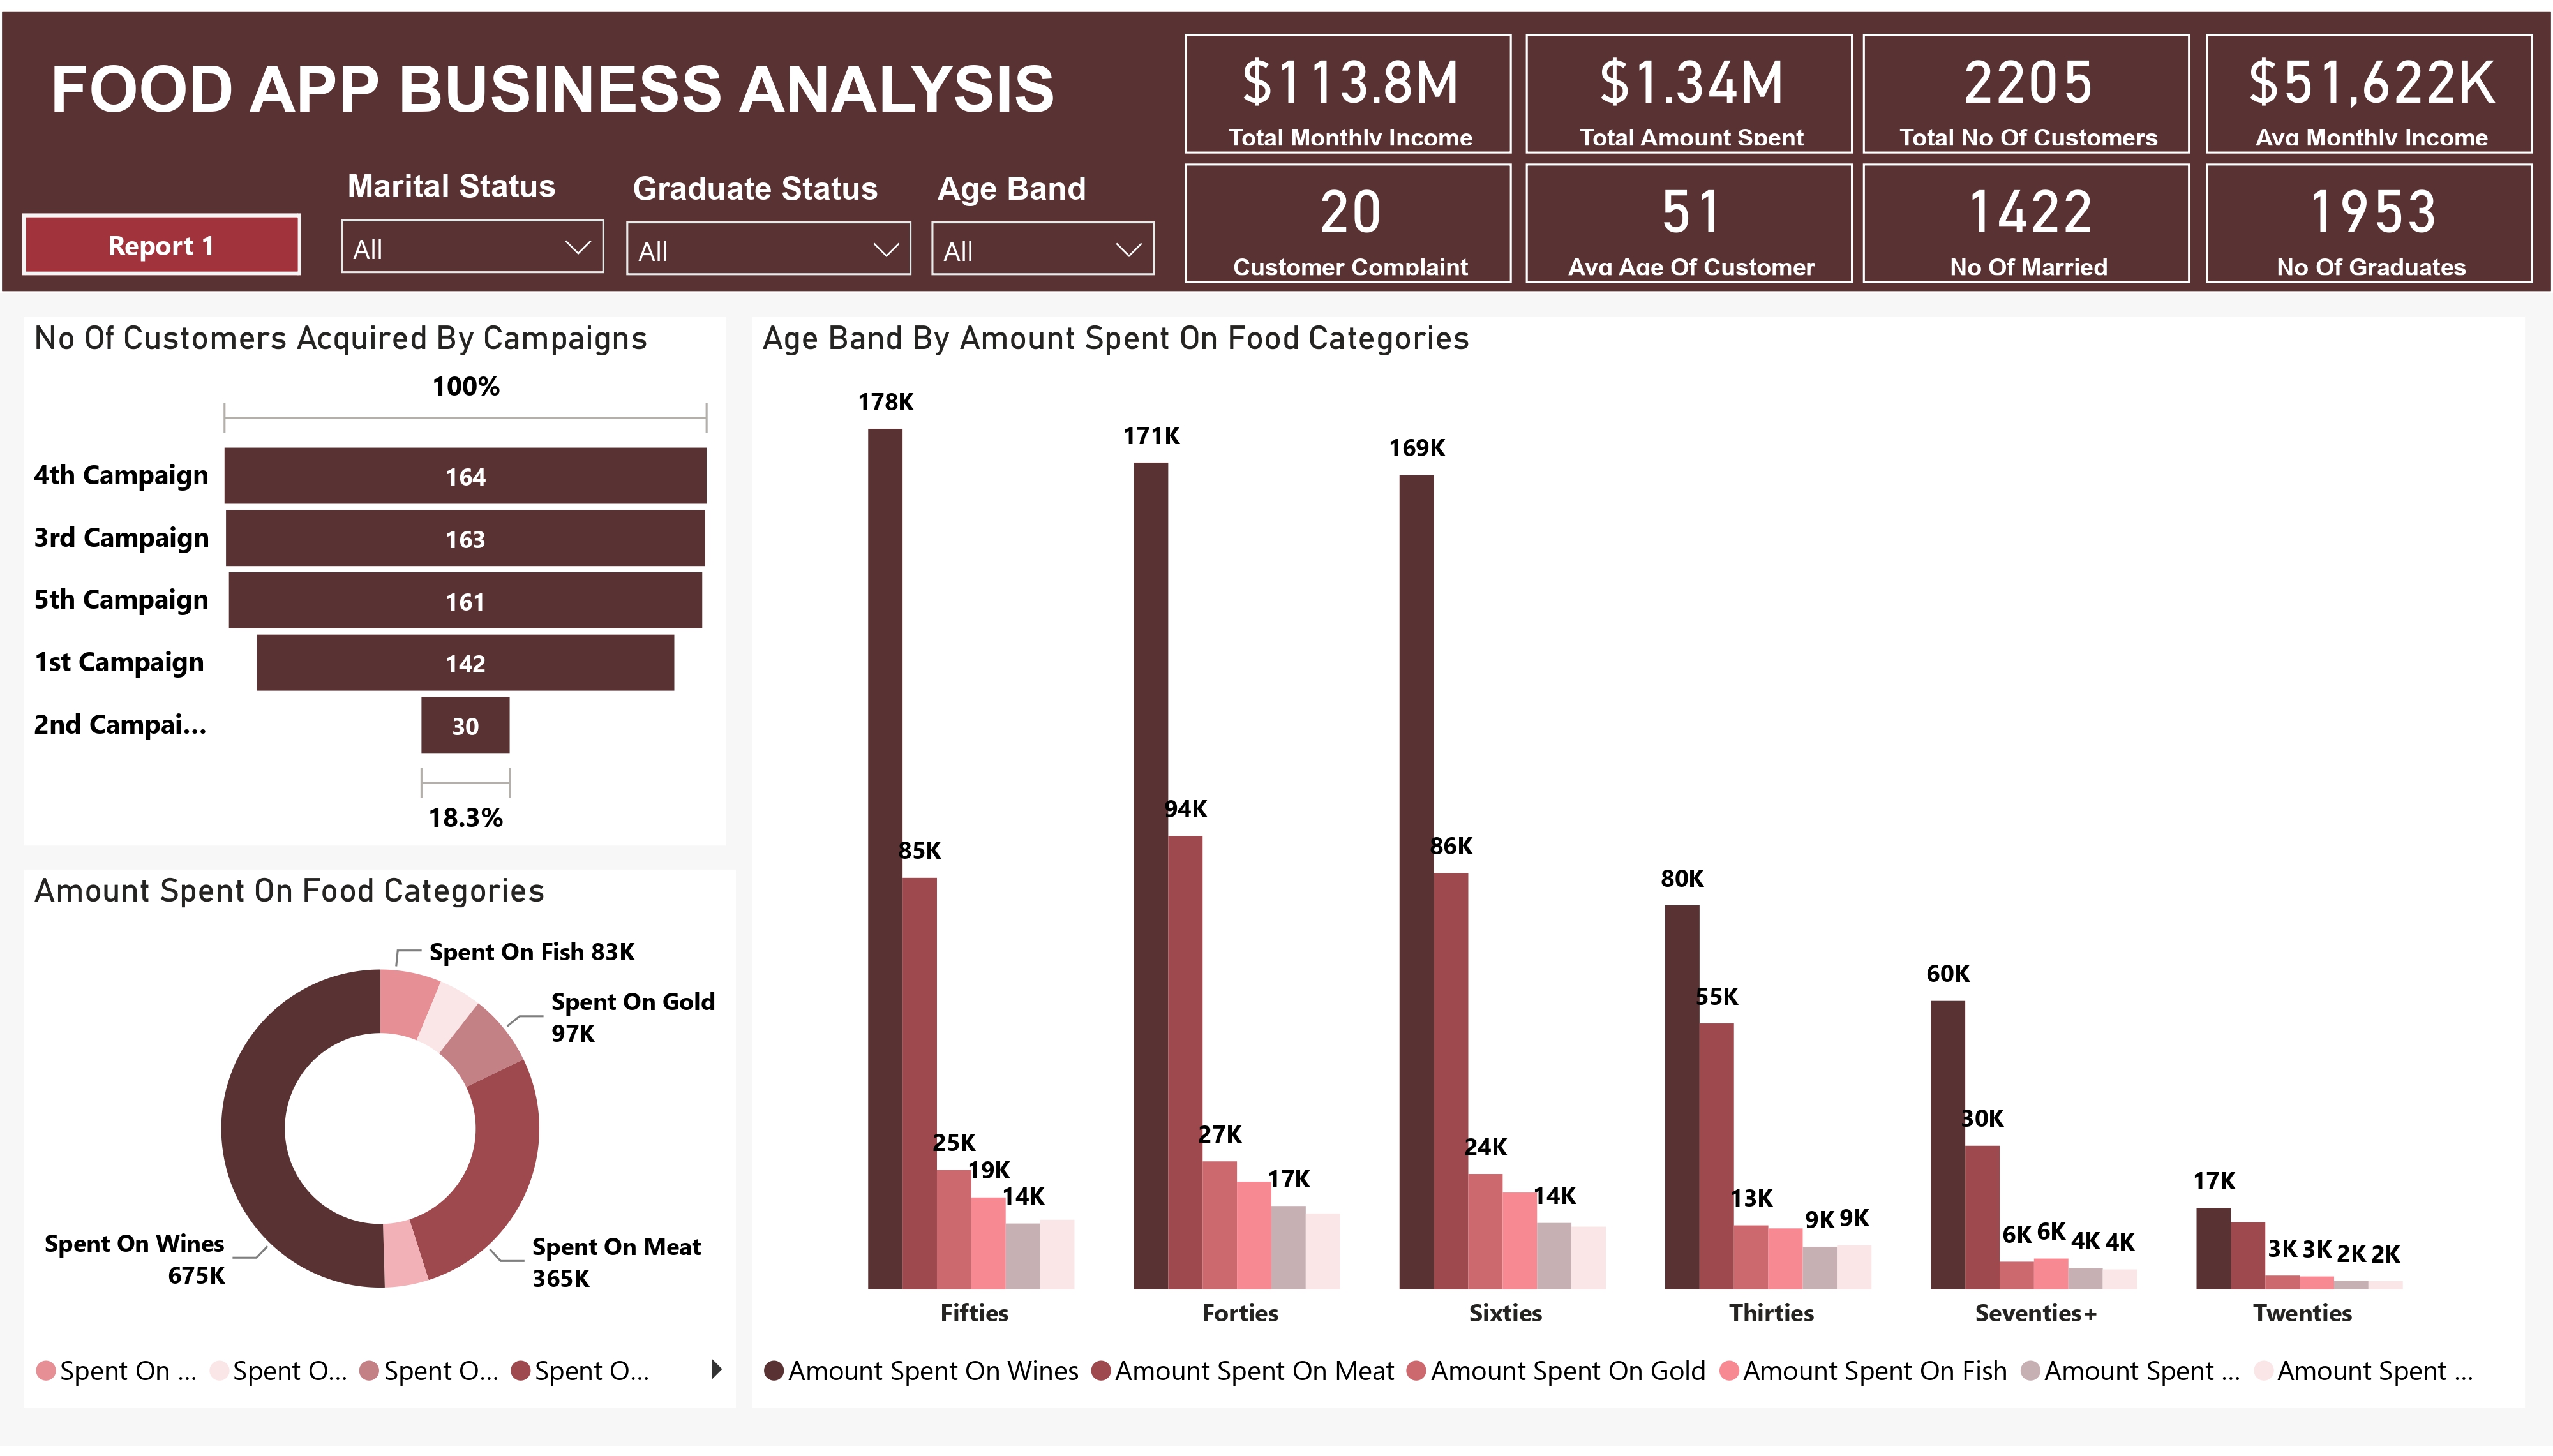 FOOD APP BUSINESS ANALYSIS
$113.8M
Total Monthly Income
$1.34M
Total Amount Spent
2205
Total No Of Customers
$51,622K
Avg Monthly Income
Report 1
Marital Status
All
Graduate Status
All
Age Band
All
20
Customer Complaint
51
Avg Age Of Customer
1422
No Of Married
1953
No Of Graduates
No Of Customers Acquired By Campaigns
100%
4th Campaign 164
3rd Campaign 163
5th Campaign 161
1st Campaign 142
2nd Campai... 30
18.3%
Amount Spent On Food Categories
Spent On Fish 83K
Spent On Gold
97K
Spent On Wines
675K
Spent On Meat
365K
Spent On ... Spent O... Spent O... Spent O...
Age Band By Amount Spent On Food Categories
178K
85K
25K
19K
14K
171K
94K
27K
17K
169K
86K
24K
14K
80K
55K
13K
9K
9K
60K
30K
6K
6K
4K
4K
17K
3K
3K
2K
2K
Fifties Forties Sixties Thirties Seventies+ Twenties
Amount Spent On Wines Amount Spent On Meat Amount Spent On Gold Amount Spent On Fish Amount Spent ... Amount Spent ...